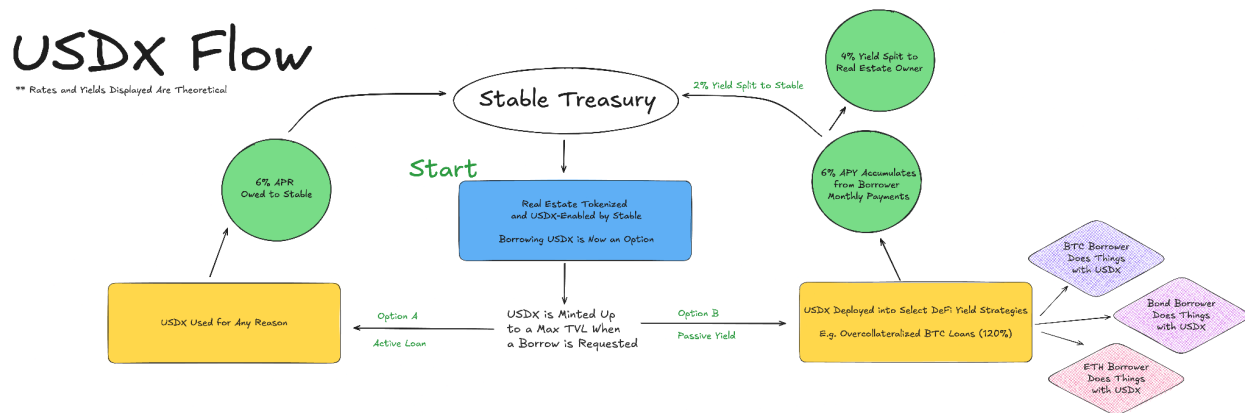 USDX Flow
** Rates and Yields Displayed Are Theoretical
Stable Treasury
2% Yield Split to Stable
4% Yield Split to
Real Estate Owner
6% APR
Owed to Stable
Start
Real Estate Tokenized
and USDX-Enabled by Stable
Borrowing USDX is Now an Option
6% APY Accumulates
from Borrower
Monthly Payments
USDX Used for Any Reason
Option A
Active Loan
USDX is Minted Up
to a Max TVL When
a Borrow is Requested
Option B
Passive Yield
USDX Deployed into Select DeFi Yield Strategies
E.g. Overcollateralized BTC Loans (120%)
BTC Borrower
Does Things
with USDX
Bond Borrower
Does Things
with USDX
ETH Borrower
Does Things
with USDX